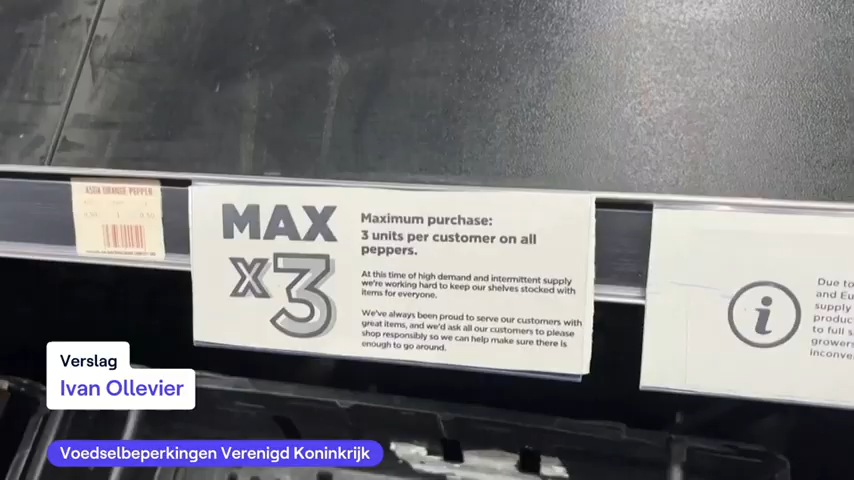 ASDA ORANGE PEPPER
MAX
x3
Maximum purchase:
3 units per customer on all
peppers.
At this time of high demand and intermittent supply
we're working hard to keep our shelves stocked with
items for everyone.
We've always been proud to serve our customers with
great items, and we'd ask all our customers to please
shop responsibly so we can help make sure there is
enough to go around.
i
Due to
and Eu
supply
produc
to full s
growers
inconve
Verslag
Ivan Ollevier
Voedselbeperkingen Verenigd Koninkrijk